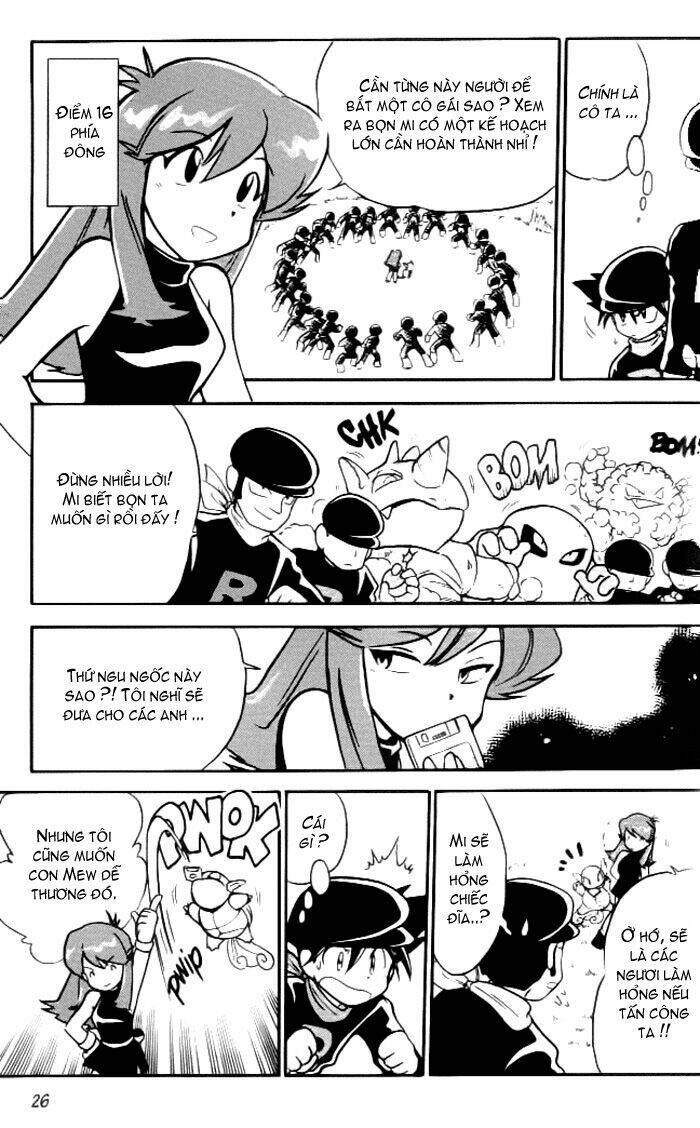 Điểm 16
phía
đông
Cần từng này người để
bắt một cô gái sao ? Xem
ra bọn mi có một kế hoạch
lớn cần hoàn thành nhỉ !
Chính là
cô ta ...
Đừng nhiều lời!
Mi biết bọn ta
muốn gì rồi đấy !
CHK
BOM
BOM
R
R
Thứ ngu ngốc này
sao ?! Tôi nghĩ sẽ
đưa cho các anh ...
Nhưng tôi
cũng muốn
con Mew dễ
thương đó.
PWOK
PWIP
Cái
gì ?
Mi sẽ
làm
hỏng
chiếc
đĩa..?
Ở hớ, sẽ
là các
ngươi làm
hỏng nếu
tấn công
ta !!
26